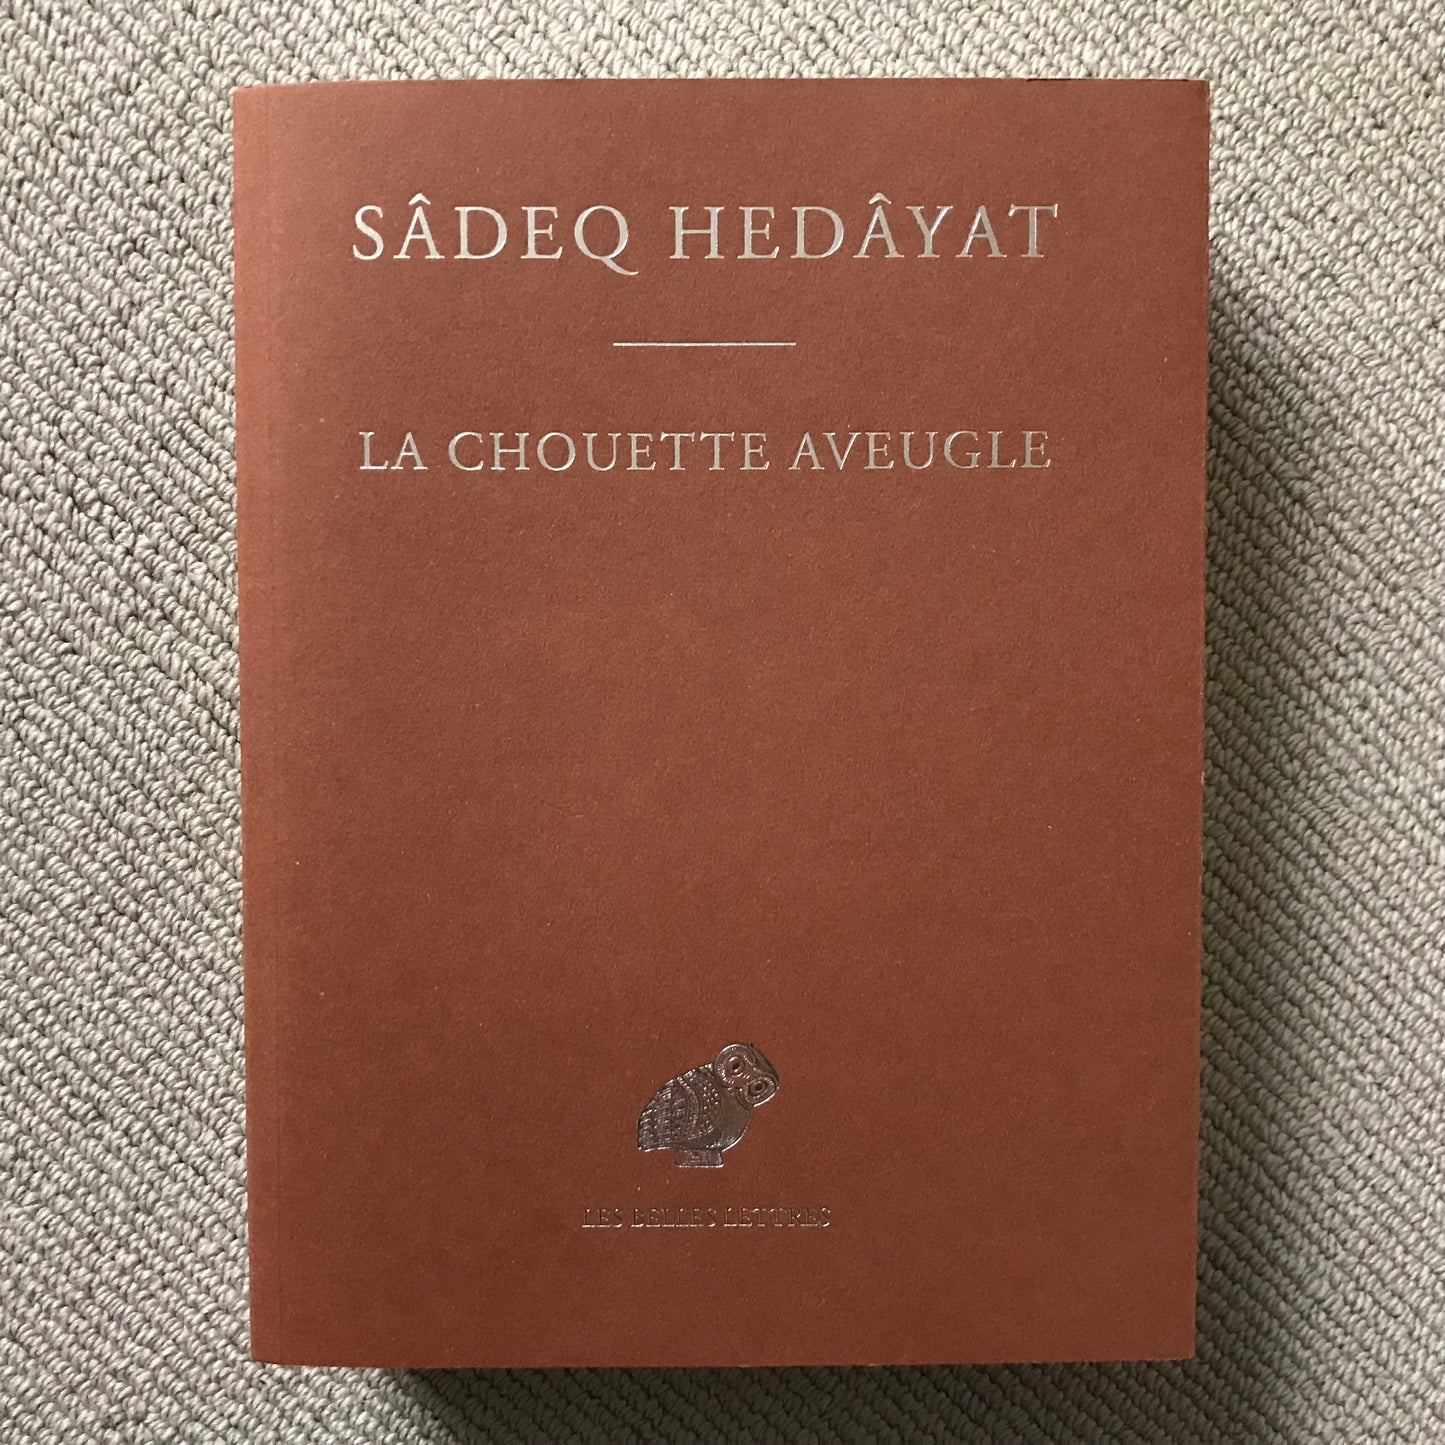 SÂDEQ HEDÂYAT
LA CHOUETTE AVEUGLE
LES BELLES LETTRES